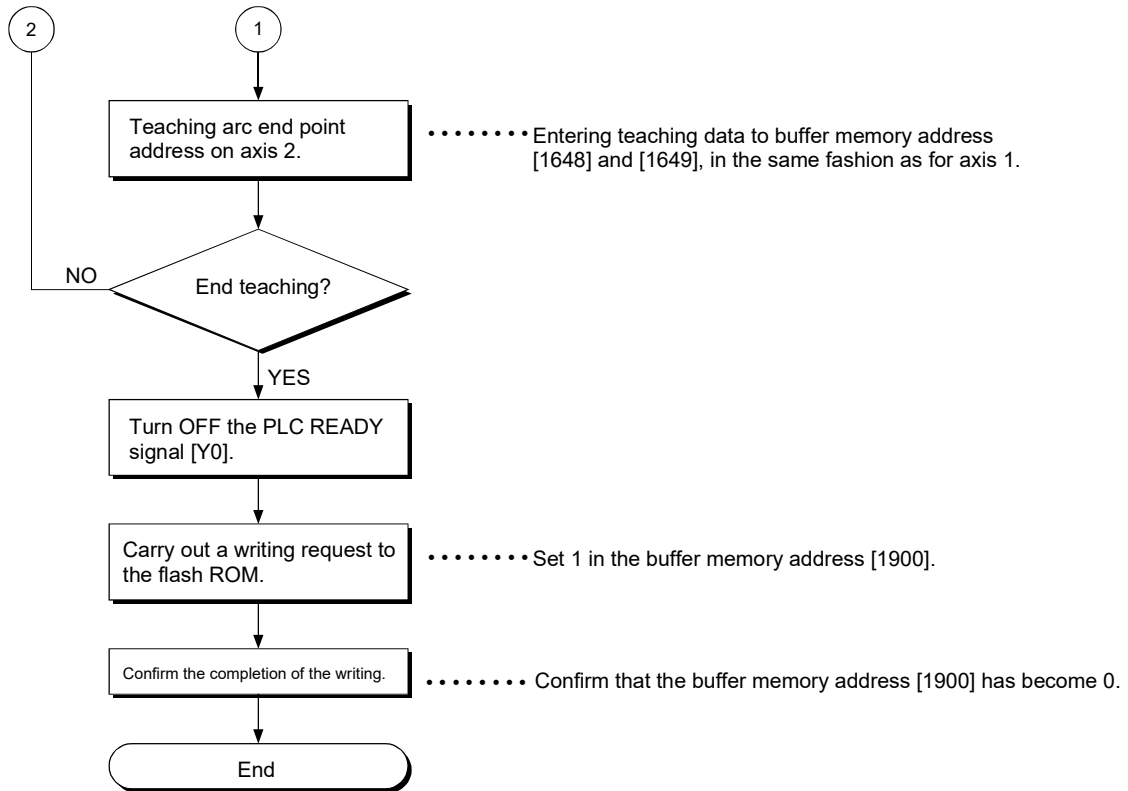 2
1
Teaching arc end point
address on axis 2.
• • • • • • • • Entering teaching data to buffer memory address
[1648] and [1649], in the same fashion as for axis 1.
NO
End teaching?
YES
Turn OFF the PLC READY
signal [Y0].
Carry out a writing request to
the flash ROM.
• • • • • • • • Set 1 in the buffer memory address [1900].
Confirm the completion of the writing.
• • • • • • • • Confirm that the buffer memory address [1900] has become 0.
End